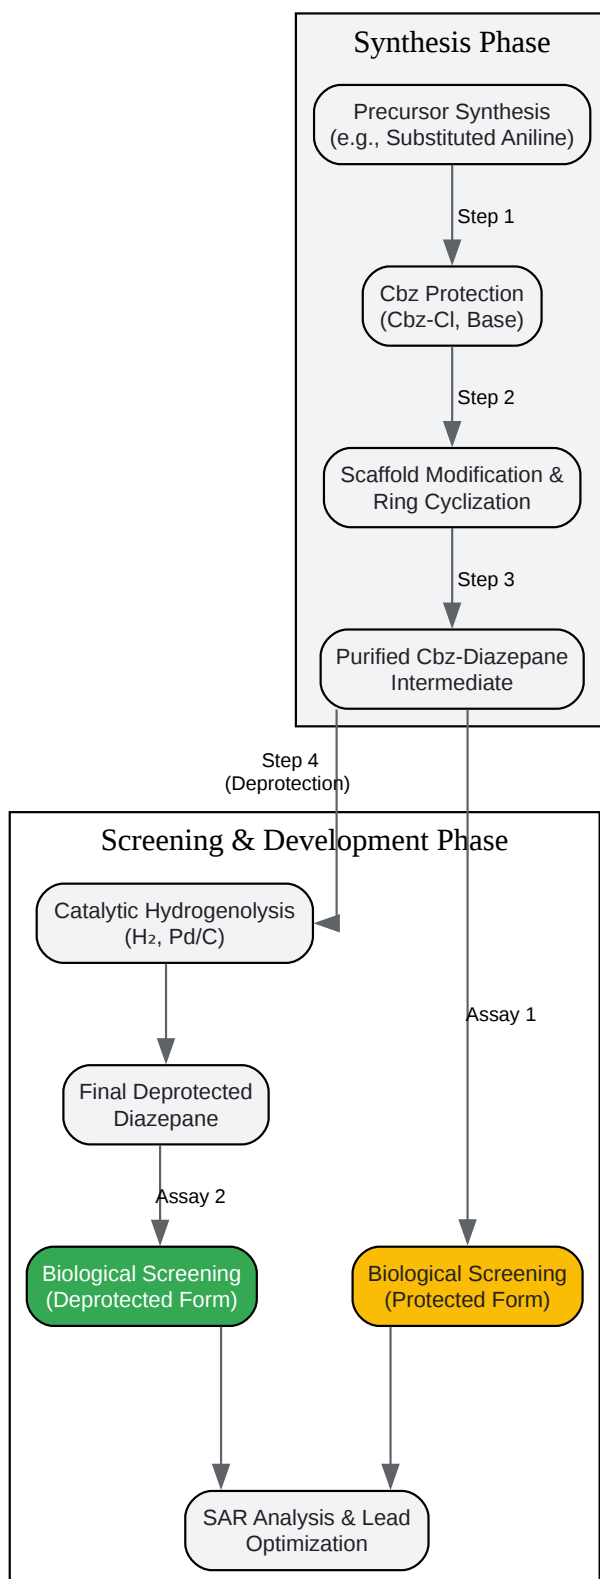 Synthesis Phase
Precursor Synthesis
(e.g., Substituted Aniline)
Step 1
Cbz Protection
(Cbz-Cl, Base)
Step 2
Scaffold Modification &
Ring Cyclization
Step 3
Purified Cbz-Diazepane
Intermediate
Step 4
(Deprotection)
Screening & Development Phase
Catalytic Hydrogenolysis
(H₂, Pd/C)
Assay 1
Final Deprotected
Diazepane
Assay 2
Biological Screening
(Deprotected Form)
Biological Screening
(Protected Form)
SAR Analysis & Lead
Optimization